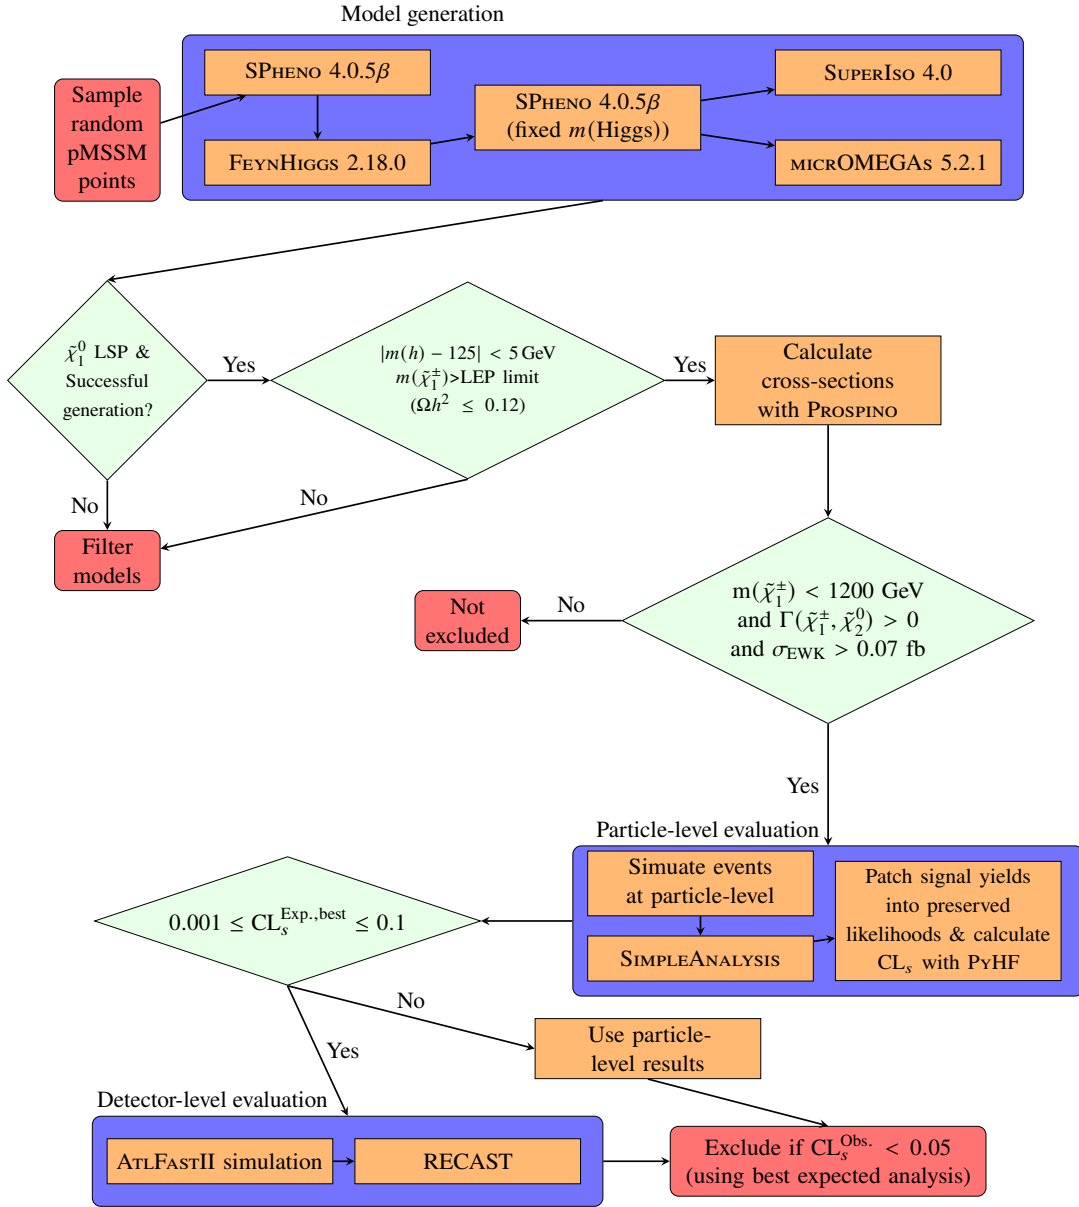 Model generation
Sample
random
pMSSM
points
SPheno 4.0.5β
FeynHiggs 2.18.0
SPheno 4.0.5β
(fixed m(Higgs))
SuperIso 4.0
micrOMEGAs 5.2.1
χ̃₁⁰ LSP &
Successful
generation?
Yes
|m(h) − 125| < 5 GeV
m(χ̃₁^±)>LEP limit
(Ωh² ≤ 0.12)
Yes
Calculate
cross-sections
with Prospino
No
No
Filter
models
m(χ̃₁^±) < 1200 GeV
and Γ(χ̃₁^±, χ̃₂⁰) > 0
and σ_EWK > 0.07 fb
No
Not
excluded
Yes
Particle-level evaluation
Simuate events
at particle-level
SimpleAnalysis
Patch signal yields
into preserved
likelihoods & calculate
CL_s with PyHF
0.001 ≤ CL_s^Exp.,best ≤ 0.1
No
Yes
Use particle-
level results
Detector-level evaluation
AtlFastII simulation
RECAST
Exclude if CL_s^Obs. < 0.05
(using best expected analysis)